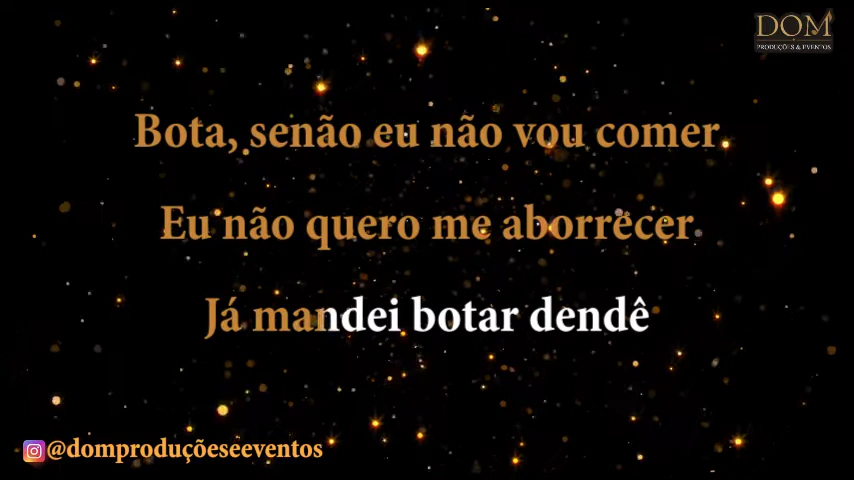 DOM
PRODUÇÕES & EVENTOS
Bota, senão eu não vou comer
Eu não quero me aborrecer
Já mandei botar dendê
@domproduçõeseeventos